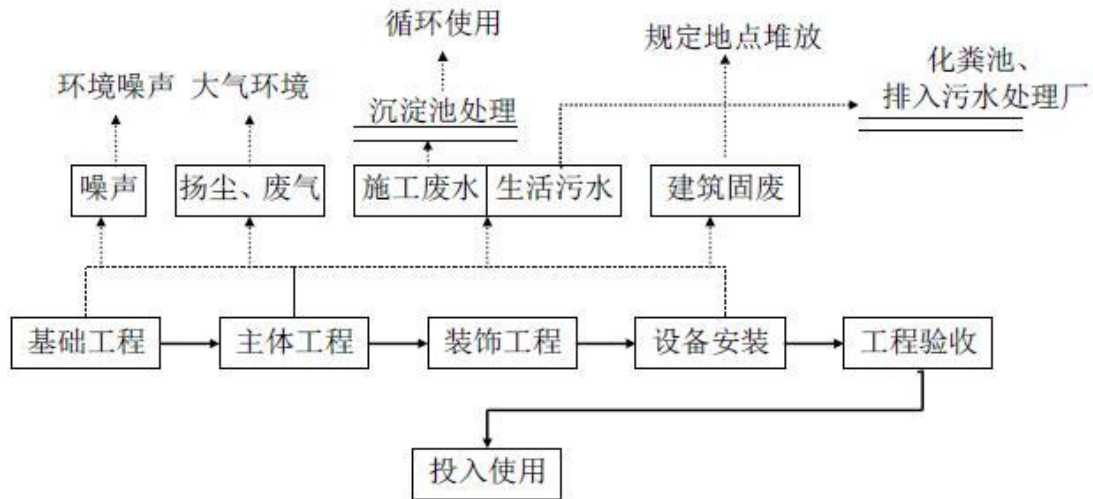 循环使用
规定地点堆放
化粪池、
排入污水处理厂
环境噪声 大气环境
沉淀池处理
噪声
扬尘、废气
施工废水
生活污水
建筑固废
基础工程
主体工程
装饰工程
设备安装
工程验收
投入使用